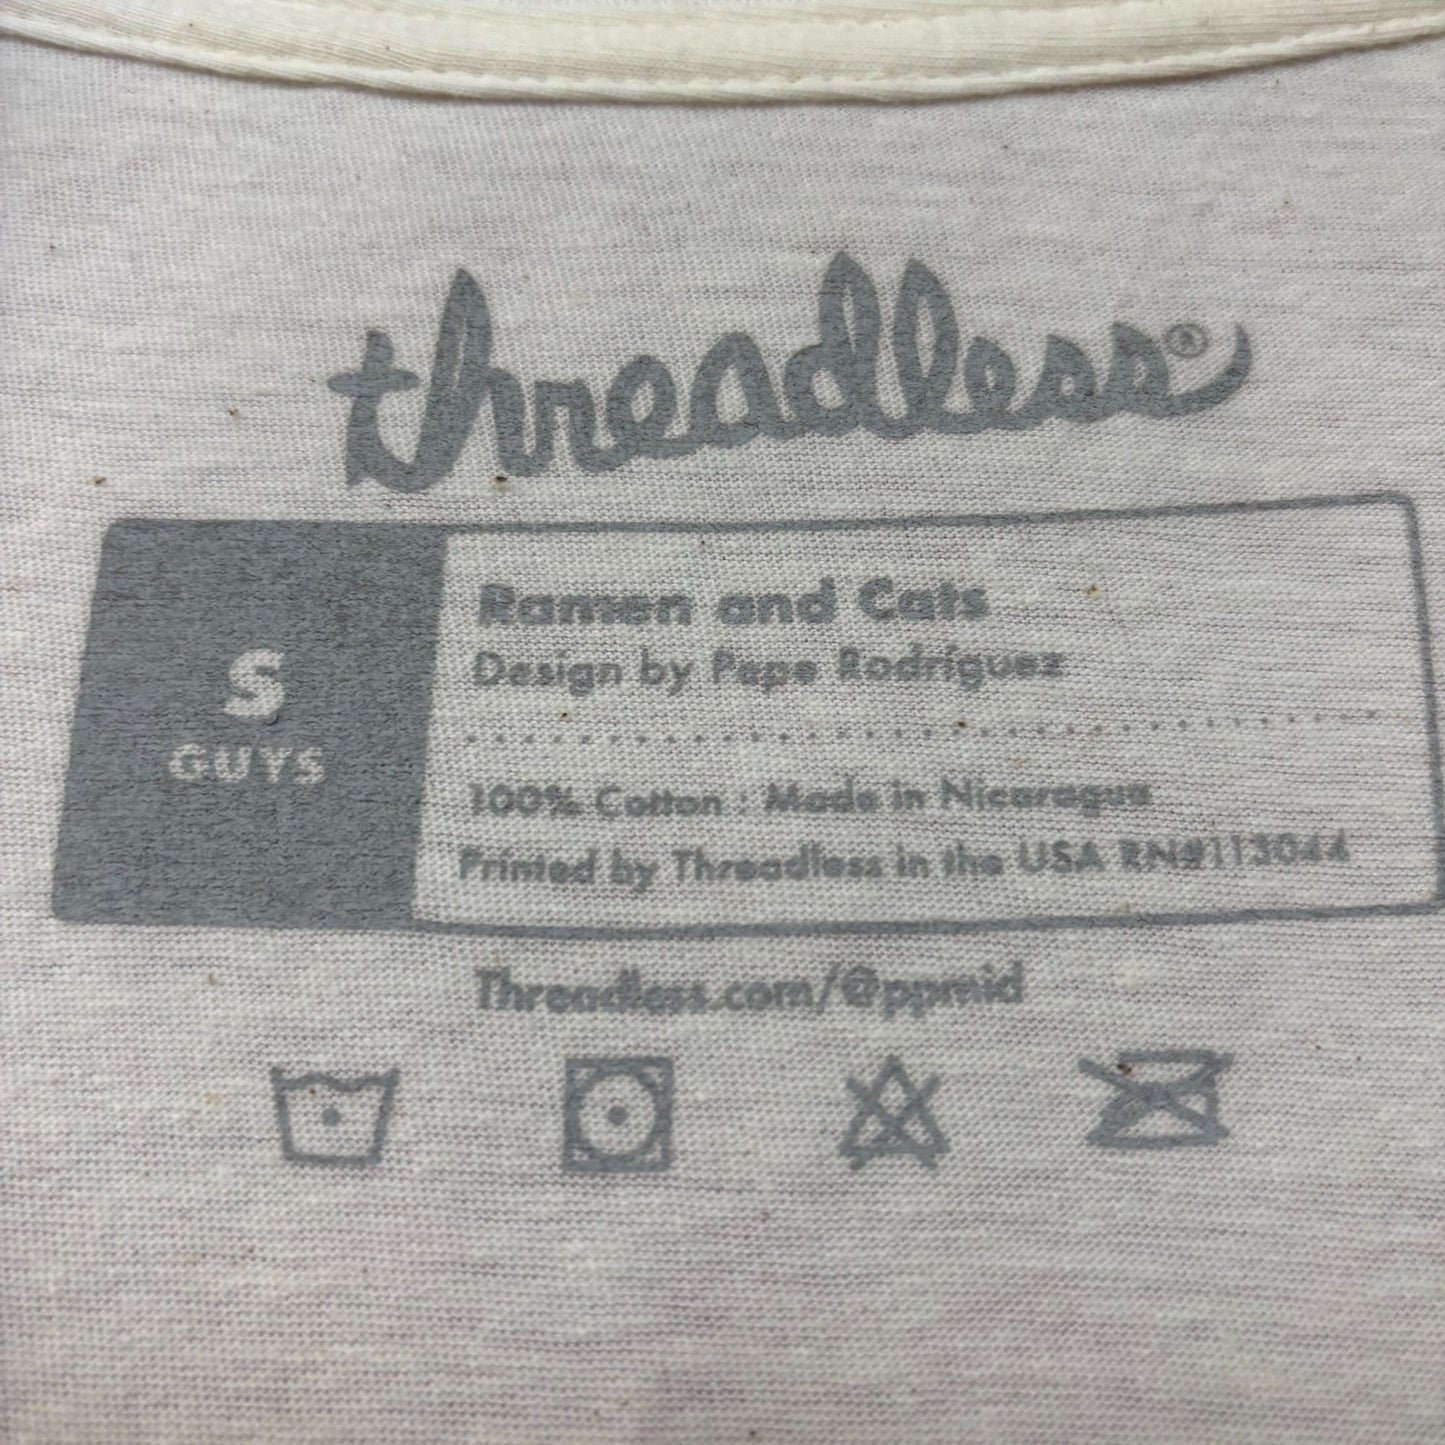 threadless®
S
GUYS
Ramen and Cats
Design by Pepe Rodríguez
100% Cotton : Made in Nicaragua
Printed by Threadless in the USA RN#113044
Threadless.com/@ppmid